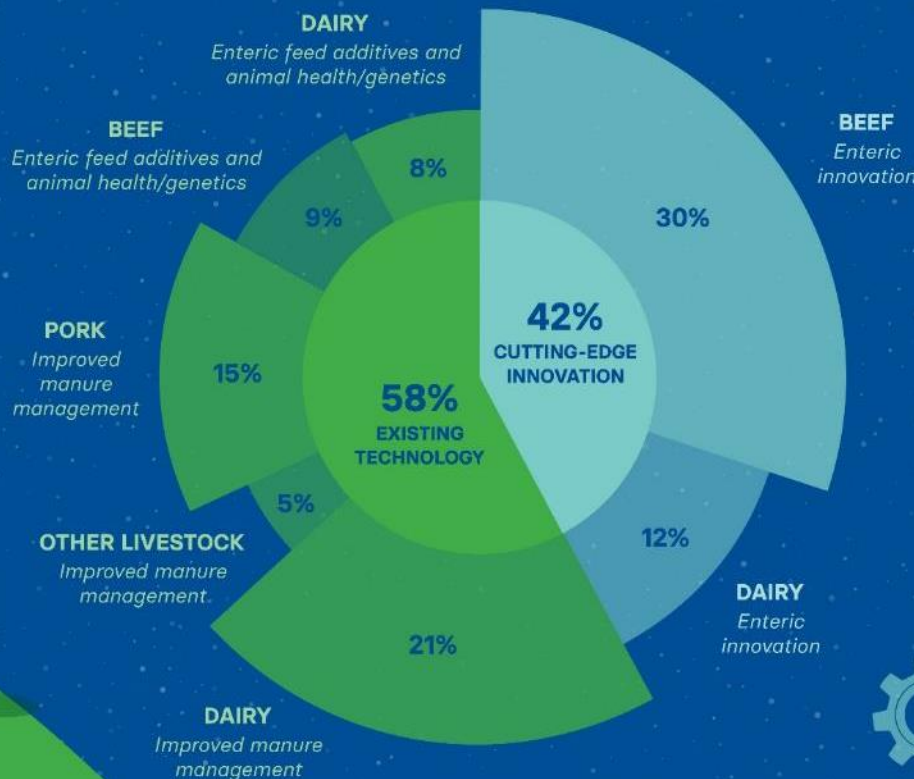 DAIRY
Enteric feed additives and
animal health/genetics
BEEF
Enteric feed additives and
animal health/genetics
BEEF
Enteric
innovation
8%
9%
30%
42%
CUTTING-EDGE
INNOVATION
PORK
Improved
manure
management
15%
58%
EXISTING
TECHNOLOGY
5%
12%
OTHER LIVESTOCK
Improved manure
management
DAIRY
Enteric
innovation
21%
DAIRY
Improved manure
management